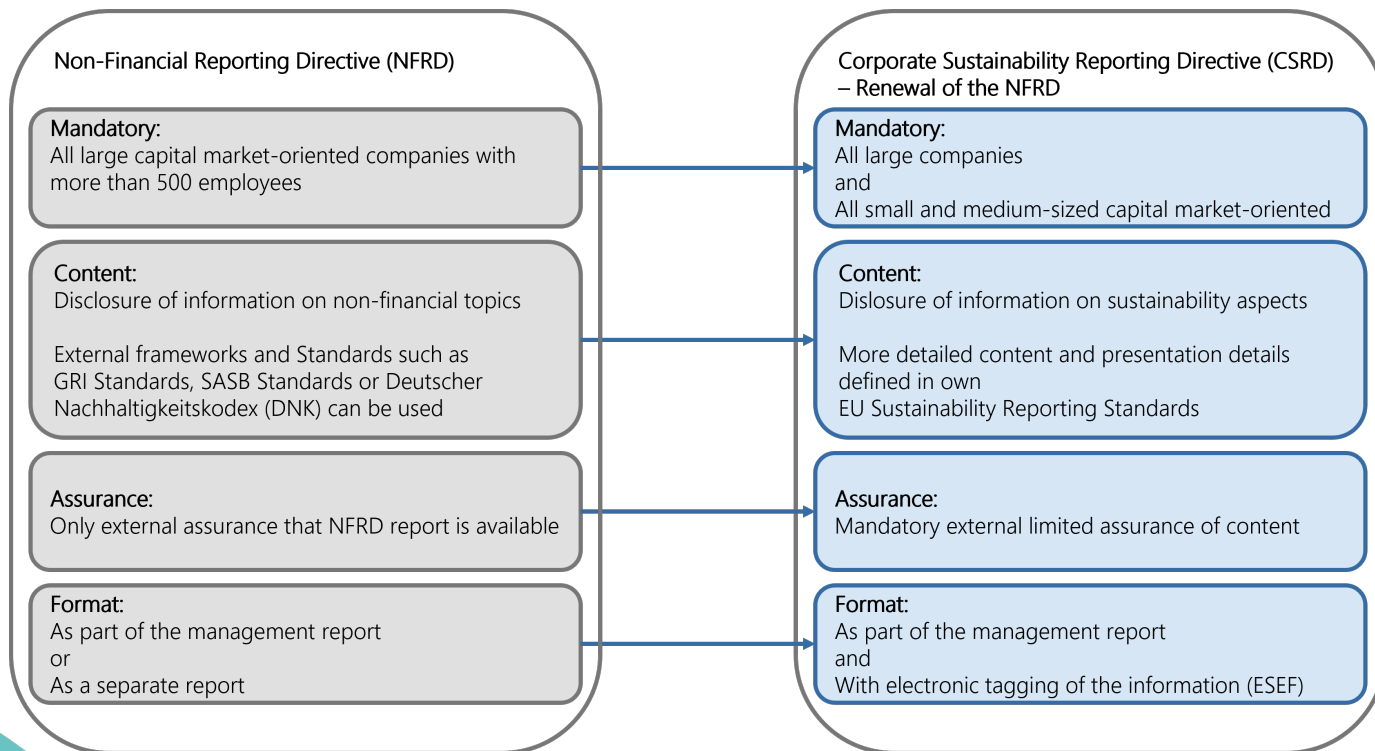 Non-Financial Reporting Directive (NFRD)
Mandatory:
All large capital market-oriented companies with
more than 500 employees
Content:
Disclosure of information on non-financial topics
External frameworks and Standards such as
GRI Standards, SASB Standards or Deutscher
Nachhaltigkeitskodex (DNK) can be used
Assurance:
Only external assurance that NFRD report is available
Format:
As part of the management report
or
As a separate report
Corporate Sustainability Reporting Directive (CSRD)
– Renewal of the NFRD
Mandatory:
All large companies
and
All small and medium-sized capital market-oriented
Content:
Dislosure of information on sustainability aspects
More detailed content and presentation details
defined in own
EU Sustainability Reporting Standards
Assurance:
Mandatory external limited assurance of content
Format:
As part of the management report
and
With electronic tagging of the information (ESEF)